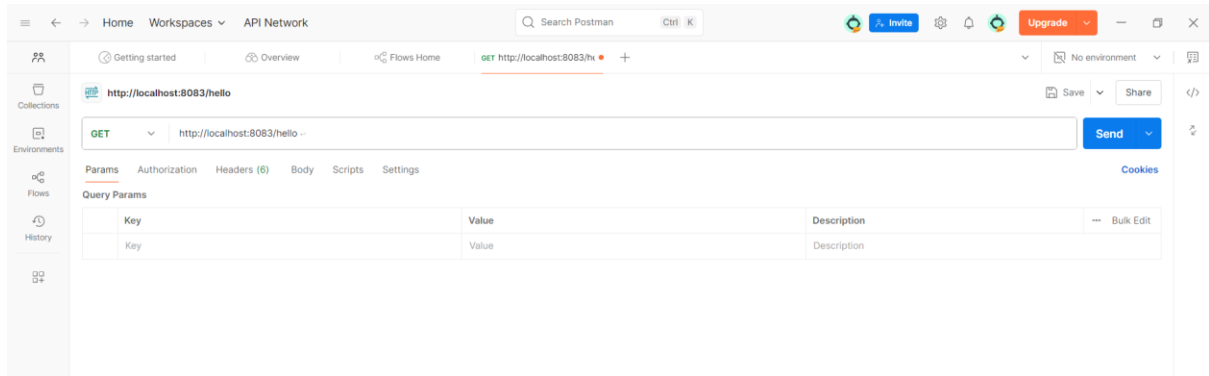 Home Workspaces API Network Search Postman Ctrl K Invite Upgrade
Getting started Overview Flows Home GET http://localhost:8083/he No environment
Collections
HTTP http://localhost:8083/hello Save Share
Environments
GET http://localhost:8083/hello Send
Params Authorization Headers (6) Body Scripts Settings Cookies
Flows
Query Params
Key Value Description Bulk Edit
History
Key Value Description